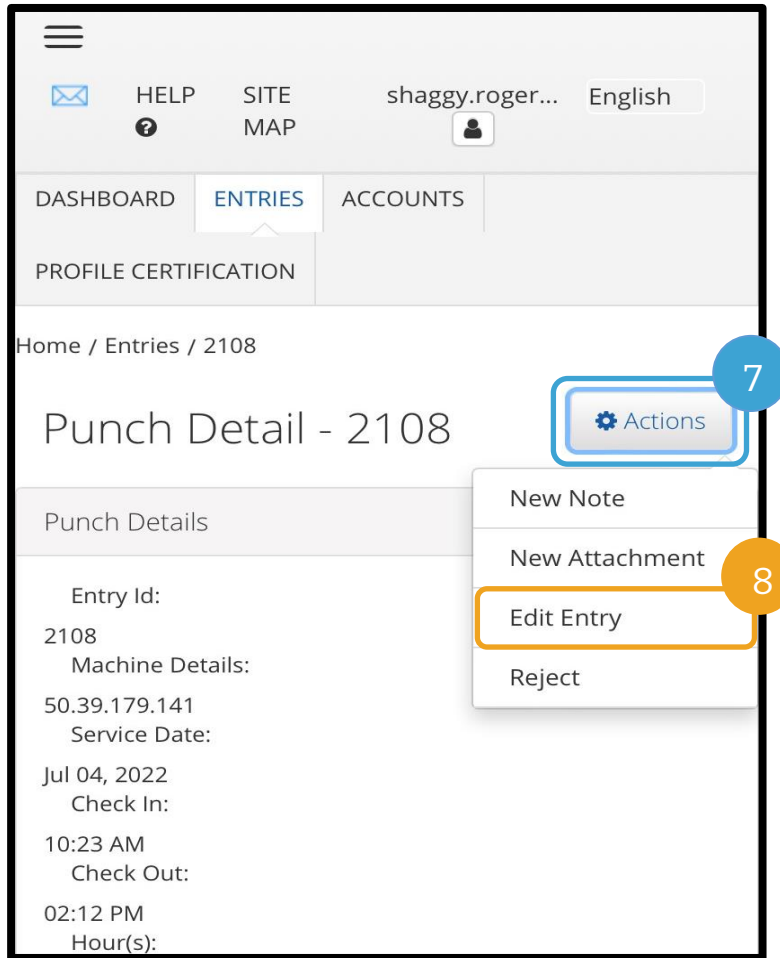 HELP SITE MAP shaggy.roger... English
DASHBOARD ENTRIES ACCOUNTS
PROFILE CERTIFICATION
Home / Entries / 2108
7
Punch Detail - 2108
Actions
New Note
New Attachment
8
Edit Entry
Reject
Punch Details
Entry Id:
2108
Machine Details:
50.39.179.141
Service Date:
Jul 04, 2022
Check In:
10:23 AM
Check Out:
02:12 PM
Hour(s):